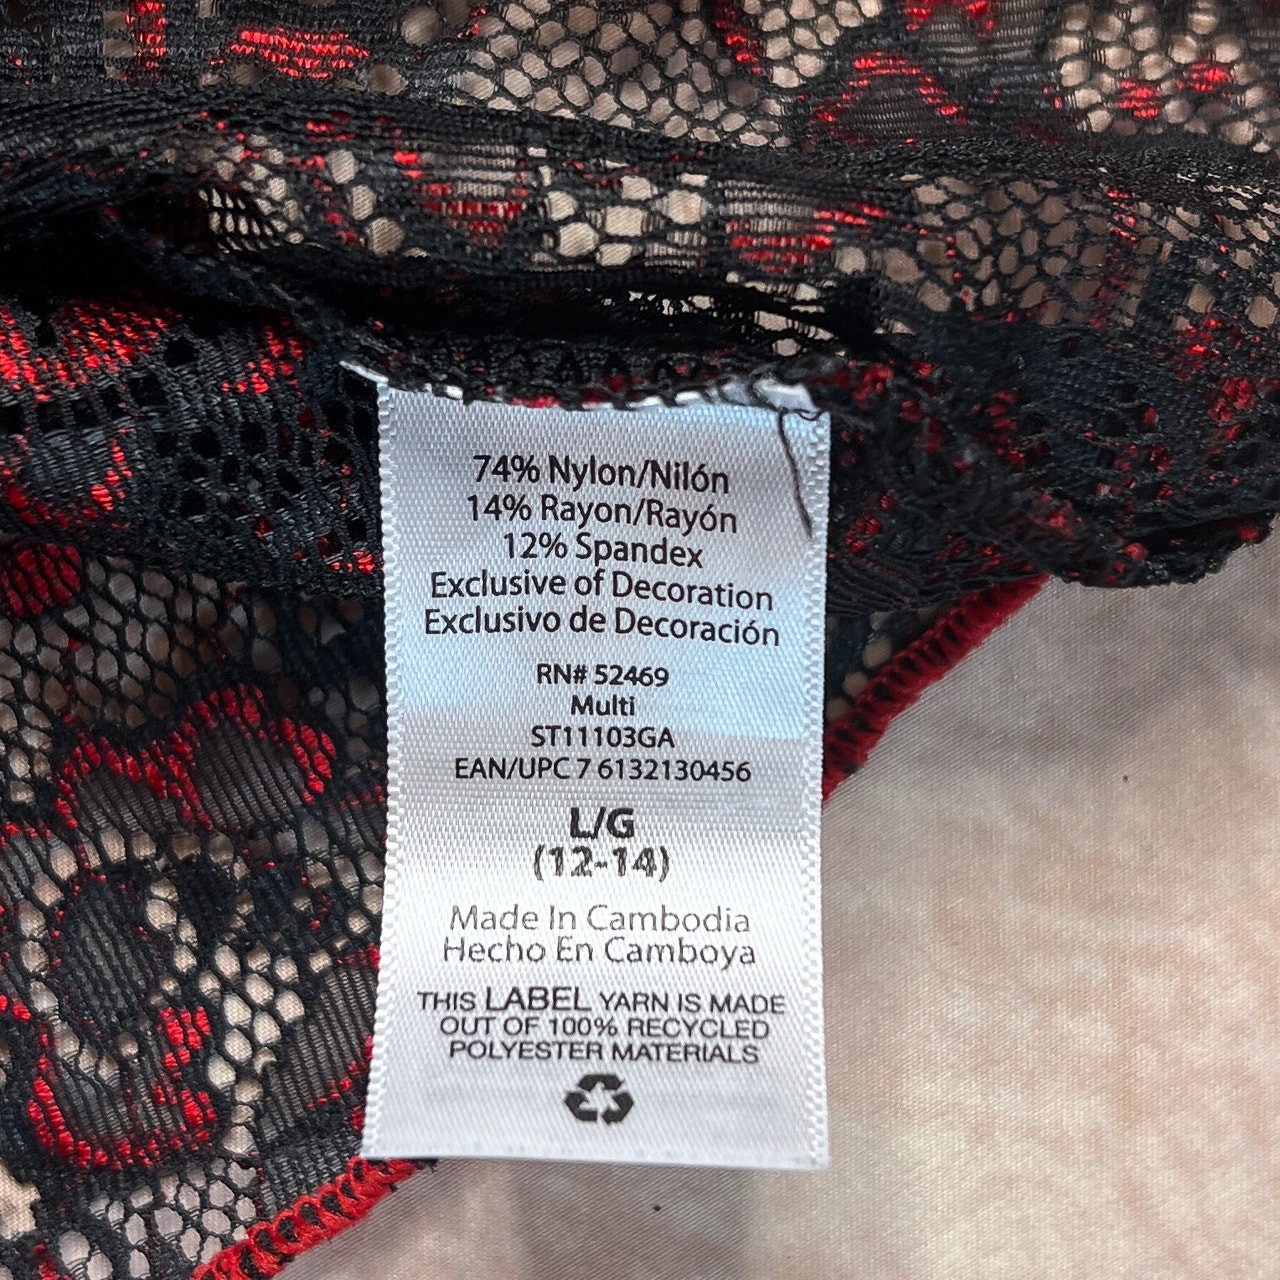 74% Nylon/Nilón
14% Rayon/Rayón
12% Spandex
Exclusive of Decoration
Exclusivo de Decoración
RN# 52469
Multi
ST11103GA
EAN/UPC 7 6132130456
L/G
(12-14)
Made In Cambodia
Hecho En Camboya
THIS LABEL YARN IS MADE
OUT OF 100% RECYCLED
POLYESTER MATERIALS